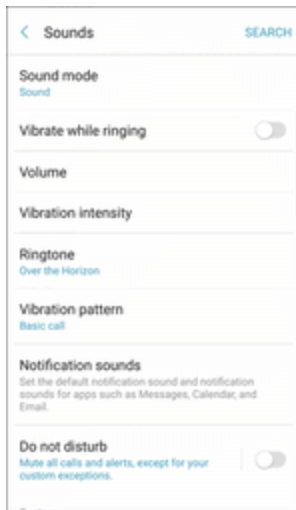 < Sounds SEARCH
Sound mode
Sound
Vibrate while ringing
Volume
Vibration intensity
Ringtone
Over the Horizon
Vibration pattern
Basic call
Notification sounds
Set the default notification sound and notification
sounds for apps such as Messages, Calendar, and
Email.
Do not disturb
Mute all calls and alerts, except for your
custom exceptions.